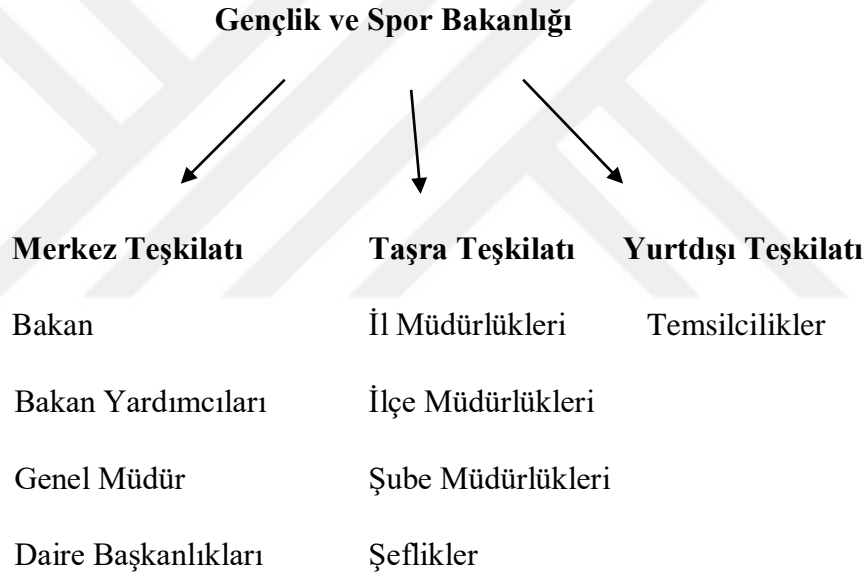 Gençlik ve Spor Bakanlığı
Merkez Teşkilatı Taşra Teşkilatı Yurtdışı Teşkilatı
Bakan İl Müdürlükleri Temsilcilikler
Bakan Yardımcıları İlçe Müdürlükleri
Genel Müdür Şube Müdürlükleri
Daire Başkanlıkları Şeflikler